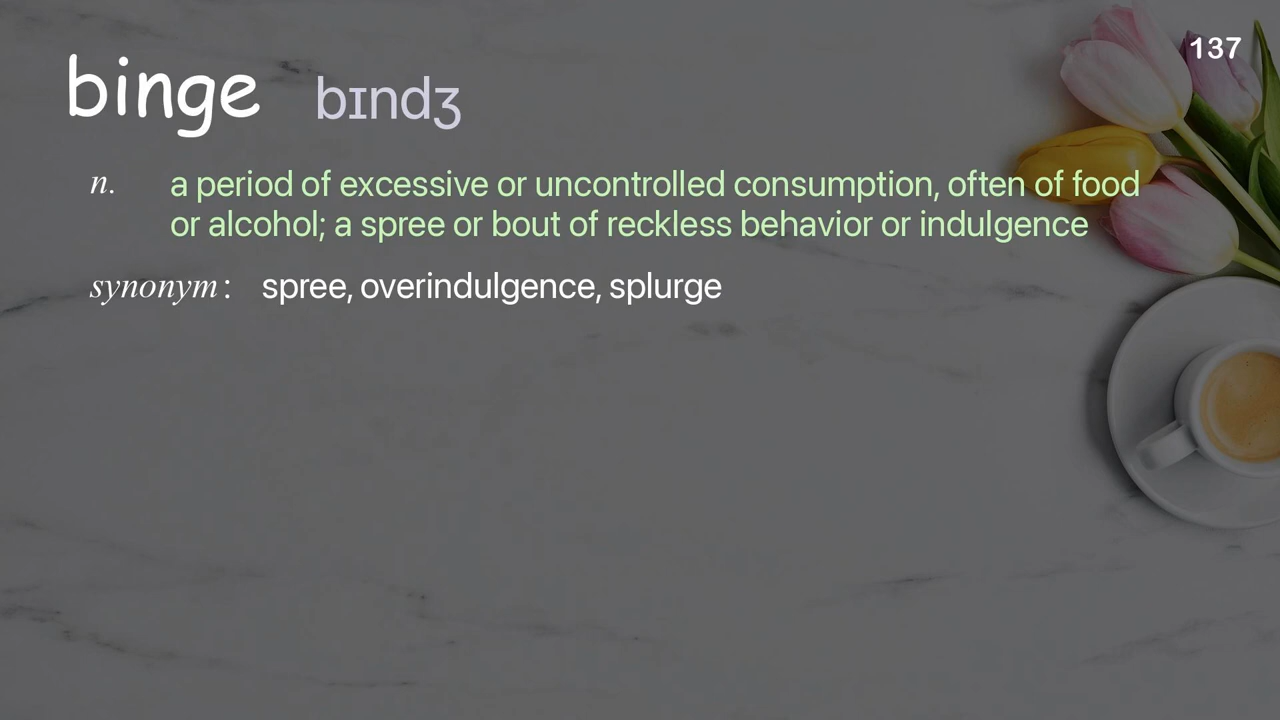 137
binge bɪndʒ
n. a period of excessive or uncontrolled consumption, often of food
or alcohol; a spree or bout of reckless behavior or indulgence
synonym: spree, overindulgence, splurge